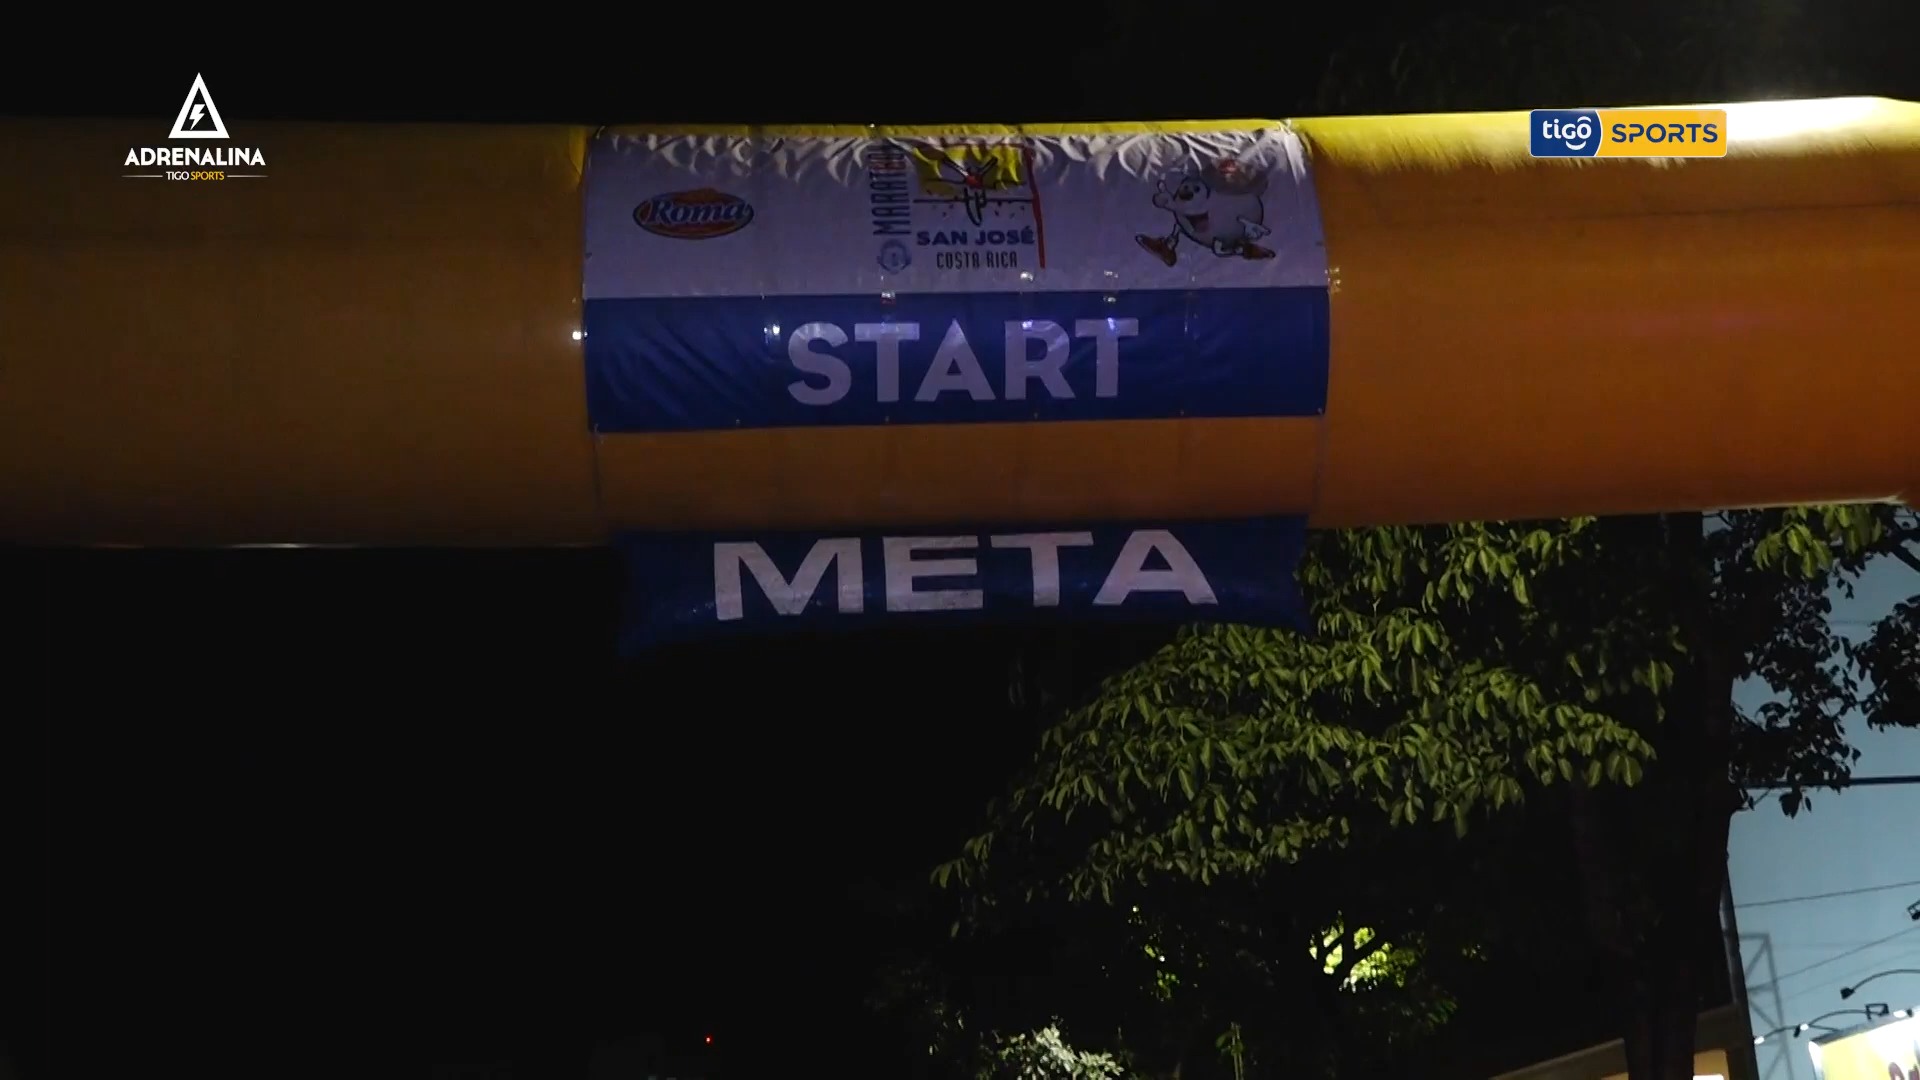 ADRENALINA
TIGO SPORTS
tigo SPORTS
Roma
MARATÓN
SAN JOSÉ
COSTA RICA
START
META